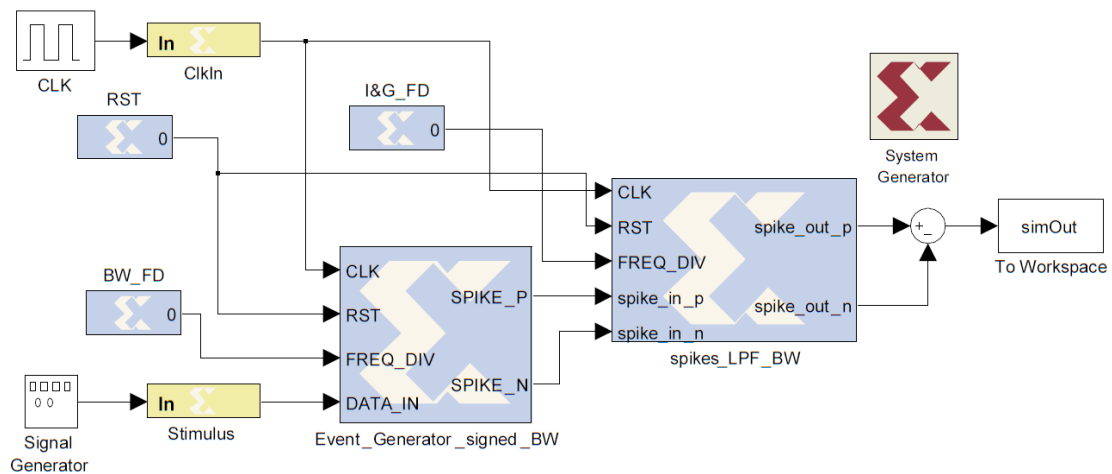 CLK
In
ClkIn
RST
0
I&G_FD
0
System
Generator
CLK
RST
FREQ_DIV
spike_in_p
spike_in_n
spike_out_p
spike_out_n
spikes_LPF_BW
+
-
simOut
To Workspace
BW_FD
0
CLK
RST
FREQ_DIV
DATA_IN
SPIKE_P
SPIKE_N
Event_Generator_signed_BW
Signal
Generator
In
Stimulus